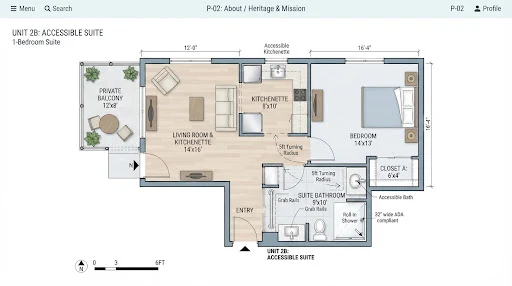 Menu
Search
P-02: About / Heritage & Mission
P-02
Profile
UNIT 2B: ACCESSIBLE SUITE
1-Bedroom Suite
12'-0"
Accessible
Kitchenette
16'-4"
PRIVATE
BALCONY
12'x8'
KITCHENETTE
8'x10'
LIVING ROOM &
KITCHENETTE
14'x16'
BEDROOM
14'x13'
16'-4"
5ft Turning
Radius
5ft Turning
Radius
CLOSET A:
6'x4'
N
SUITE BATHROOM
9'x10'
Grab Rails
Grab Rails
Accessible Bath
ENTRY
Roll In
Shower
32" wide ADA
compliant
UNIT 2B:
ACCESSIBLE SUITE
N
0
3
6FT